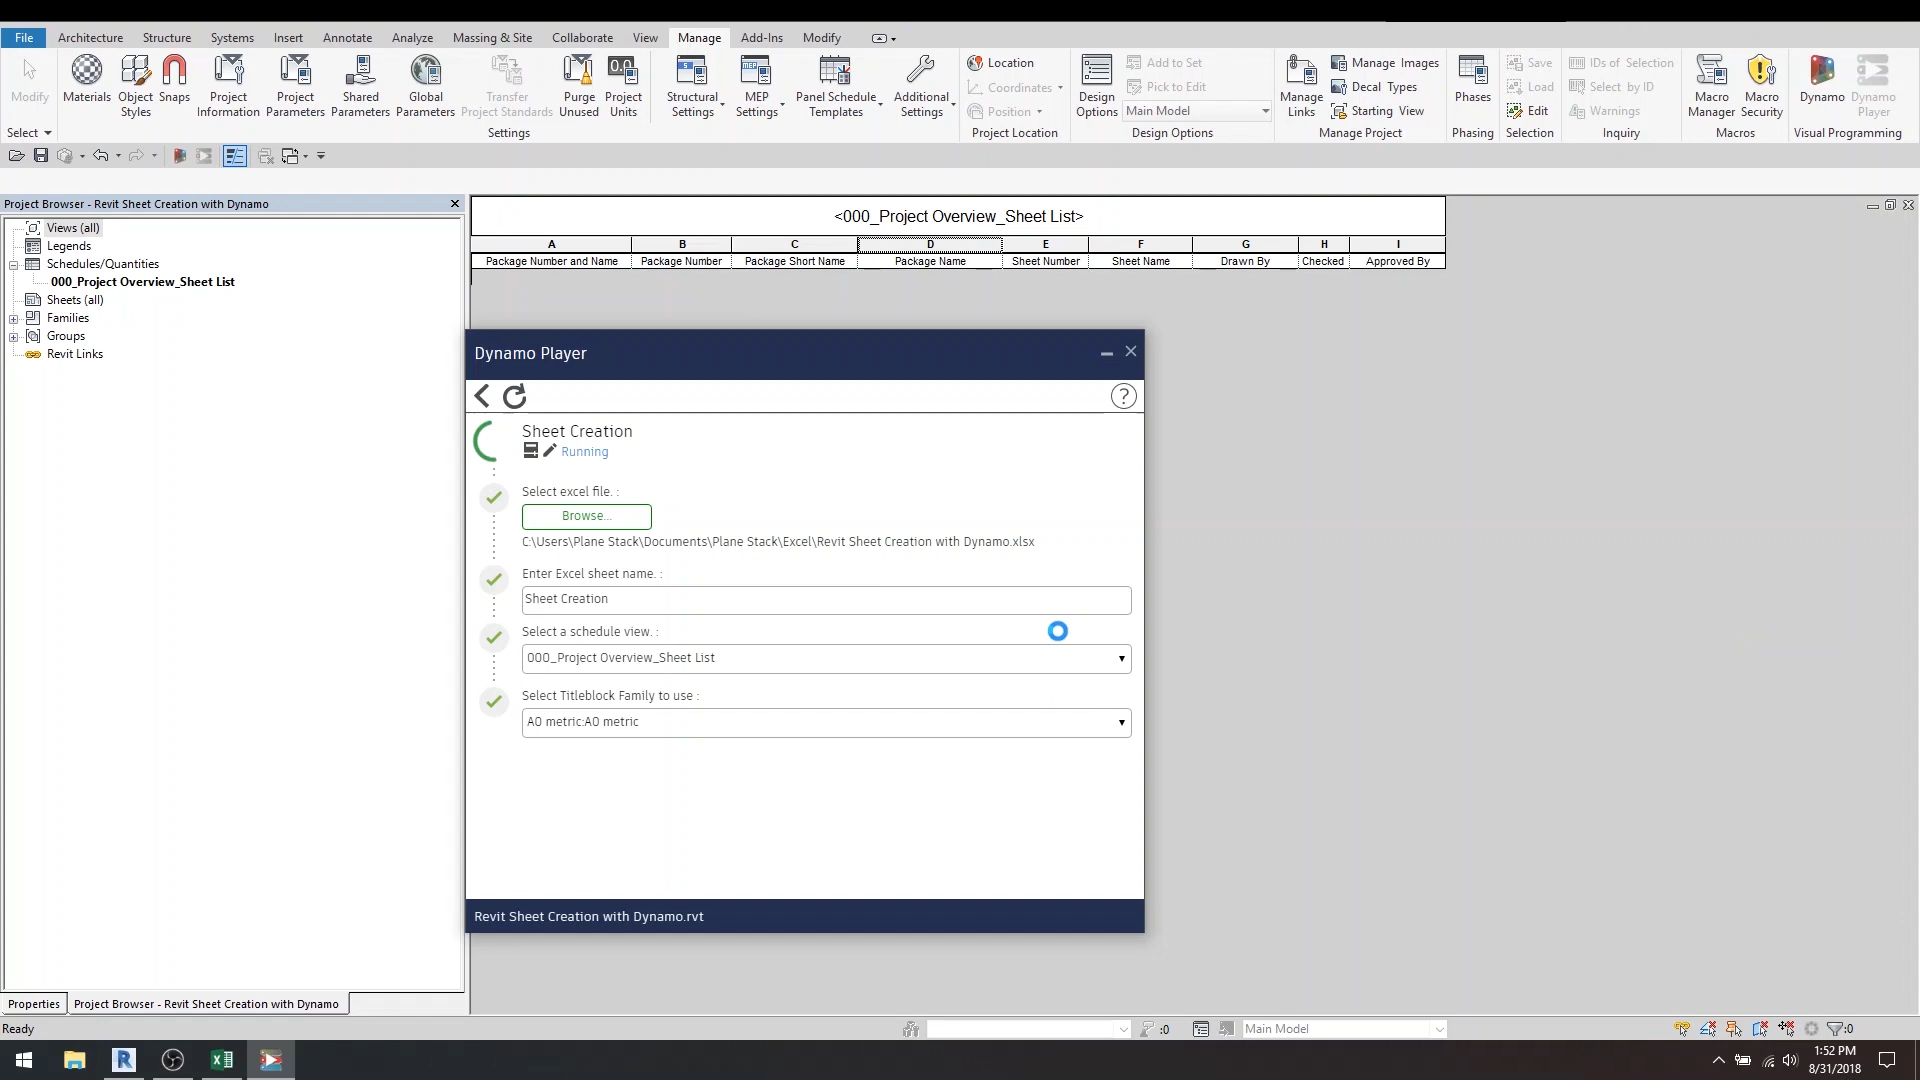 File Architecture Structure Systems Insert Annotate Analyze Massing & Site Collaborate View Manage Add-Ins Modify
Modify
Materials
Object Styles
Snaps
Project Information
Project Parameters
Shared Parameters
Global Parameters
Transfer Project Standards
Purge Unused
Project Units
Structural Settings
MEP Settings
Panel Schedule Templates
Additional Settings
Location
Coordinates
Position
Design Options
Add to Set
Pick to Edit
Main Model
Manage Links
Manage Images
Decal Types
Starting View
Phases
Save
Load
Edit
IDs of Selection
Select by ID
Warnings
Macro Manager
Macro Security
Dynamo
Dynamo Player
Select Settings Project Location Design Options Manage Project Phasing Selection Inquiry Macros Visual Programming
Project Browser - Revit Sheet Creation with Dynamo
Views (all)
Legends
Schedules/Quantities
000_Project Overview_Sheet List
Sheets (all)
Families
Groups
Revit Links
<000_Project Overview_Sheet List>
A B C D E F G H I
Package Number and Name Package Number Package Short Name Package Name Sheet Number Sheet Name Drawn By Checked Approved By
Dynamo Player
?
Sheet Creation
Running
Select excel file. :
Browse...
C:\Users\Plane Stack\Documents\Plane Stack\Excel\Revit Sheet Creation with Dynamo.xlsx
Enter Excel sheet name. :
Sheet Creation
Select a schedule view. :
000_Project Overview_Sheet List
Select Titleblock Family to use :
A0 metric:A0 metric
Revit Sheet Creation with Dynamo.rvt
Properties Project Browser - Revit Sheet Creation with Dynamo
Ready :0 Main Model :0
1:52 PM
8/31/2018